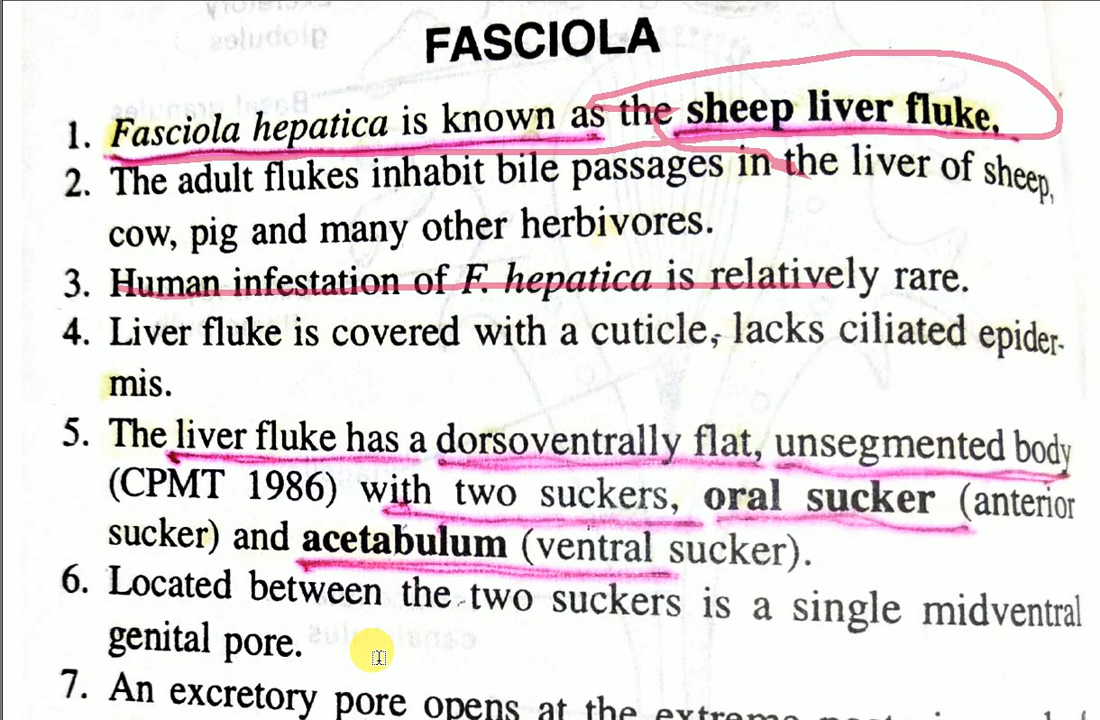 FASCIOLA
1. Fasciola hepatica is known as the sheep liver fluke.
2. The adult flukes inhabit bile passages in the liver of sheep,
cow, pig and many other herbivores.
3. Human infestation of F. hepatica is relatively rare.
4. Liver fluke is covered with a cuticle, lacks ciliated epider-
mis.
5. The liver fluke has a dorsoventrally flat, unsegmented body
(CPMT 1986) with two suckers, oral sucker (anterior
sucker) and acetabulum (ventral sucker).
6. Located between the two suckers is a single midventral
genital pore.
7. An excretory pore opens at the extreme